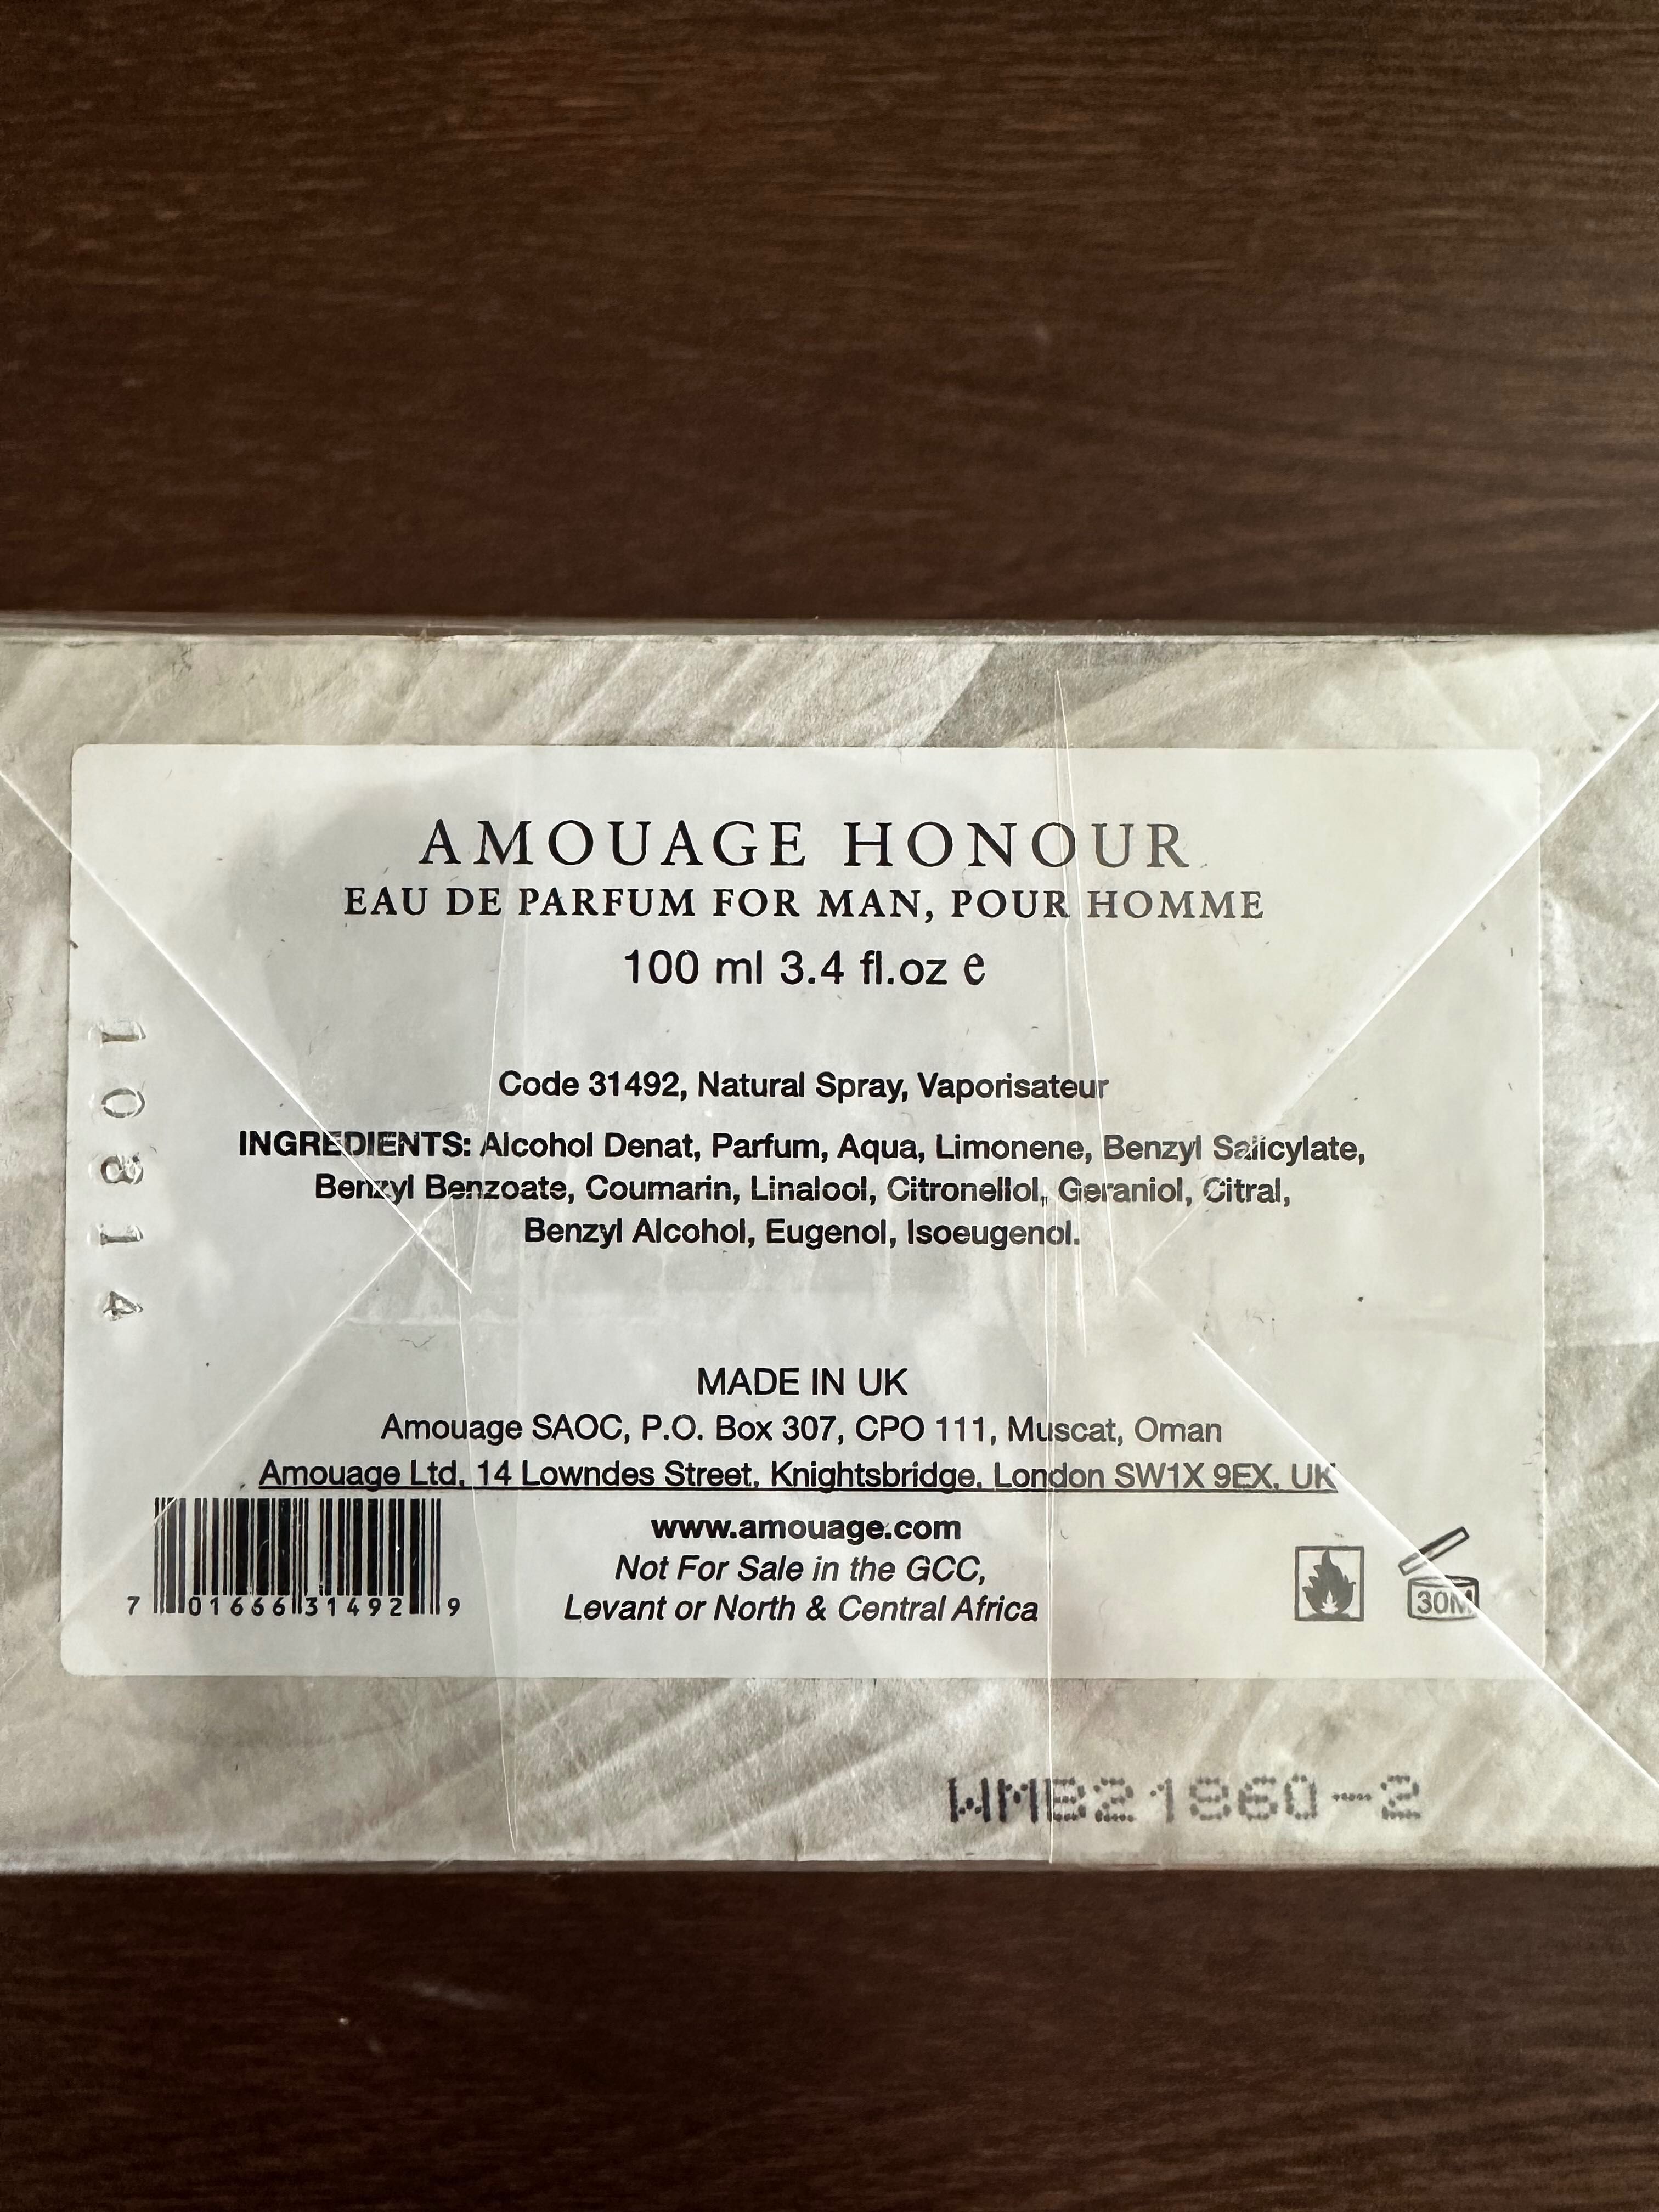 AMOUAGE HONOUR
EAU DE PARFUM FOR MAN, POUR HOMME
100 ml 3.4 fl.oz e
Code 31492, Natural Spray, Vaporisateur
INGREDIENTS: Alcohol Denat, Parfum, Aqua, Limonene, Benzyl Salicylate,
Benzyl Benzoate, Coumarin, Linalool, Citronellol, Geraniol, Citral,
Benzyl Alcohol, Eugenol, Isoeugenol.
10814
MADE IN UK
Amouage SAOC, P.O. Box 307, CPO 111, Muscat, Oman
Amouage Ltd, 14 Lowndes Street, Knightsbridge, London SW1X 9EX, UK
www.amouage.com
Not For Sale in the GCC,
Levant or North & Central Africa
7 01666 31492 9
30M